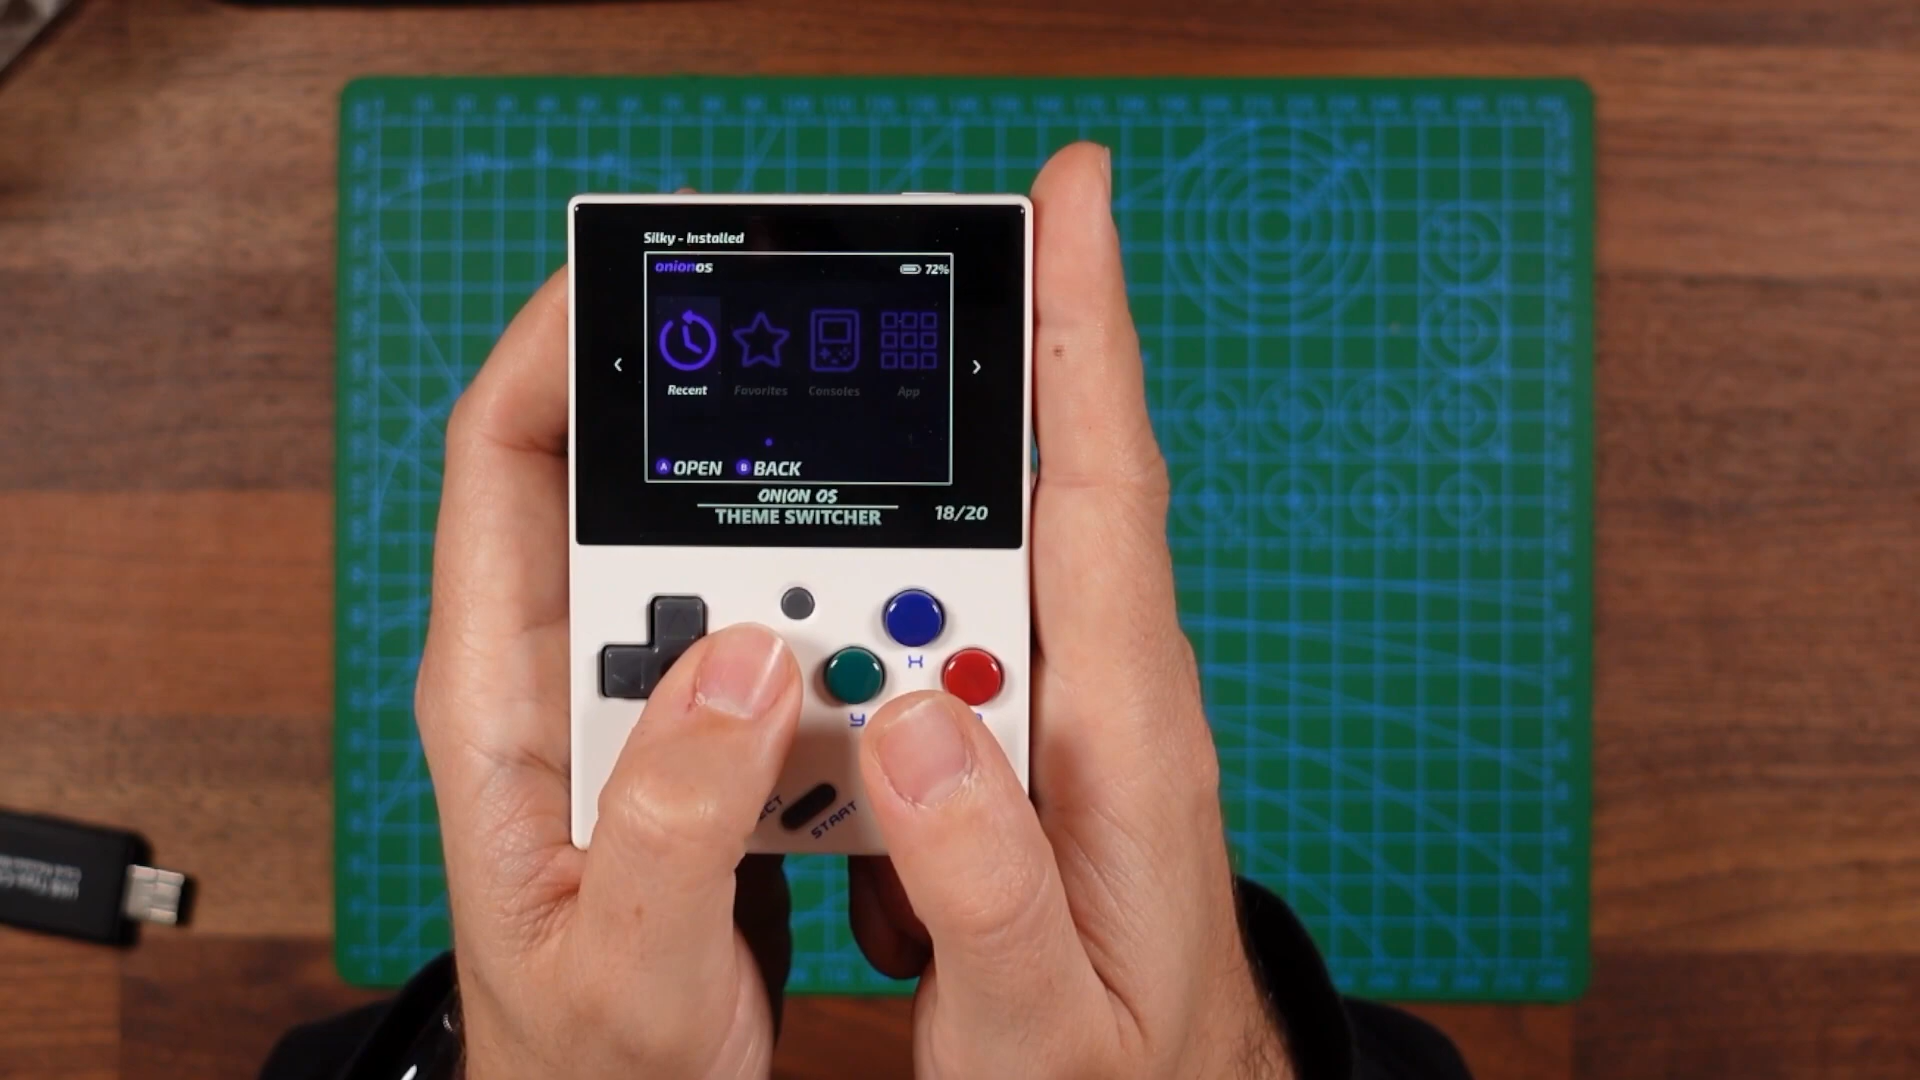 Silky - Installed
onionos
72%
Recent
Favorites
Consoles
App
A OPEN B BACK
ONION OS
THEME SWITCHER
18/20
X
Y
START